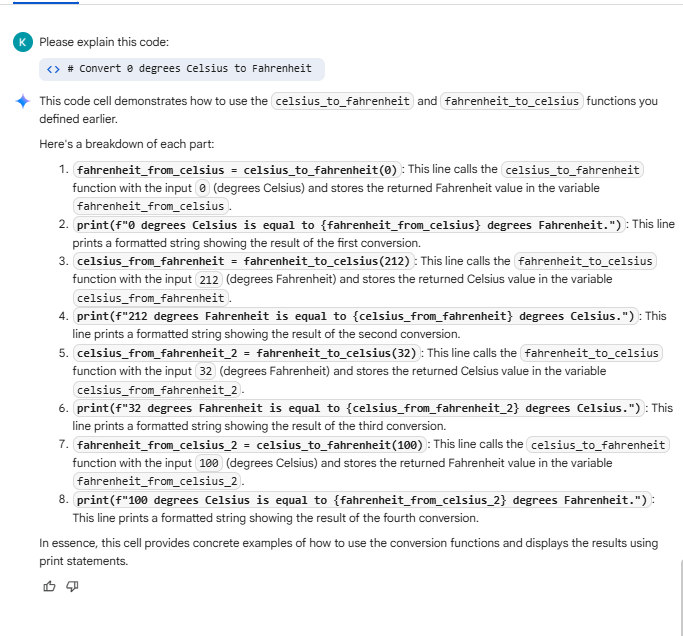 K Please explain this code:
<> # Convert 0 degrees Celsius to Fahrenheit
This code cell demonstrates how to use the celsius_to_fahrenheit and fahrenheit_to_celsius functions you
defined earlier.
Here's a breakdown of each part:
1. fahrenheit_from_celsius = celsius_to_fahrenheit(0): This line calls the celsius_to_fahrenheit
function with the input 0 (degrees Celsius) and stores the returned Fahrenheit value in the variable
fahrenheit_from_celsius.
2. print(f"0 degrees Celsius is equal to {fahrenheit_from_celsius} degrees Fahrenheit."): This line
prints a formatted string showing the result of the first conversion.
3. celsius_from_fahrenheit = fahrenheit_to_celsius(212): This line calls the fahrenheit_to_celsius
function with the input 212 (degrees Fahrenheit) and stores the returned Celsius value in the variable
celsius_from_fahrenheit.
4. print(f"212 degrees Fahrenheit is equal to {celsius_from_fahrenheit} degrees Celsius."): This
line prints a formatted string showing the result of the second conversion.
5. celsius_from_fahrenheit_2 = fahrenheit_to_celsius(32): This line calls the fahrenheit_to_celsius
function with the input 32 (degrees Fahrenheit) and stores the returned Celsius value in the variable
celsius_from_fahrenheit_2.
6. print(f"32 degrees Fahrenheit is equal to {celsius_from_fahrenheit_2} degrees Celsius."): This
line prints a formatted string showing the result of the third conversion.
7. fahrenheit_from_celsius_2 = celsius_to_fahrenheit(100): This line calls the celsius_to_fahrenheit
function with the input 100 (degrees Celsius) and stores the returned Fahrenheit value in the variable
fahrenheit_from_celsius_2.
8. print(f"100 degrees Celsius is equal to {fahrenheit_from_celsius_2} degrees Fahrenheit."):
This line prints a formatted string showing the result of the fourth conversion.
In essence, this cell provides concrete examples of how to use the conversion functions and displays the results using
print statements.